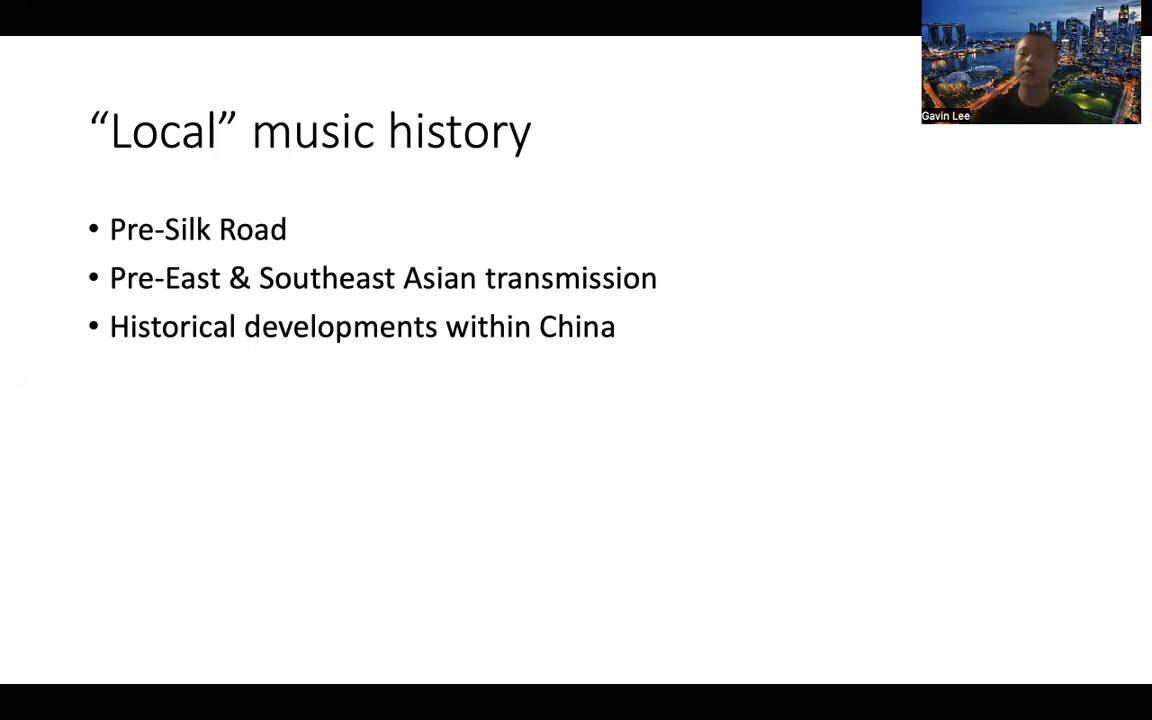 “Local” music history
• Pre-Silk Road
• Pre-East & Southeast Asian transmission
• Historical developments within China
Gavin Lee